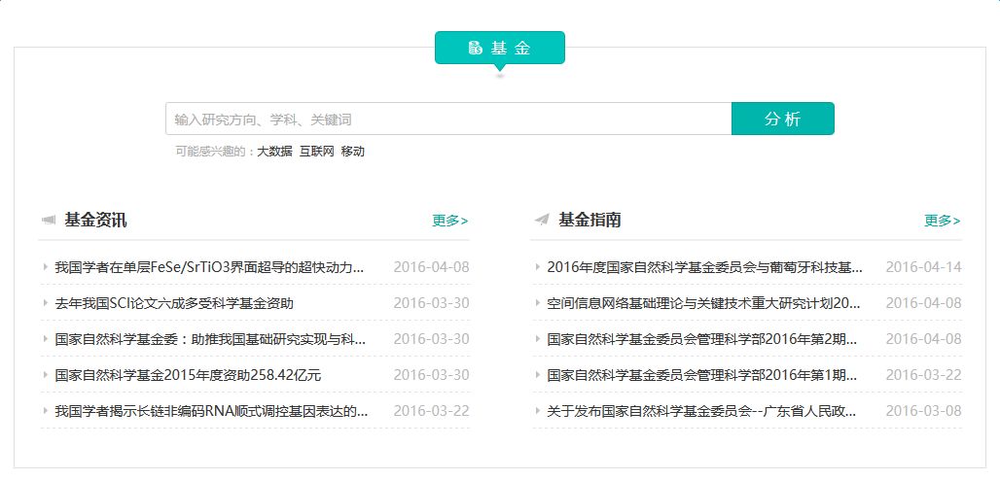 基 金
输入研究方向、学科、关键词
分 析
可能感兴趣的：大数据 互联网 移动
基金资讯 更多>
我国学者在单层FeSe/SrTiO3界面超导的超快动力... 2016-04-08
去年我国SCI论文六成多受科学基金资助 2016-03-30
国家自然科学基金委：助推我国基础研究实现与科... 2016-03-30
国家自然科学基金2015年度资助258.42亿元 2016-03-30
我国学者揭示长链非编码RNA顺式调控基因表达的... 2016-03-22
基金指南 更多>
2016年度国家自然科学基金委员会与葡萄牙科技基... 2016-04-14
空间信息网络基础理论与关键技术重大研究计划20... 2016-04-08
国家自然科学基金委员会管理科学部2016年第2期... 2016-04-08
国家自然科学基金委员会管理科学部2016年第1期... 2016-03-22
关于发布国家自然科学基金委员会--广东省人民政... 2016-03-08